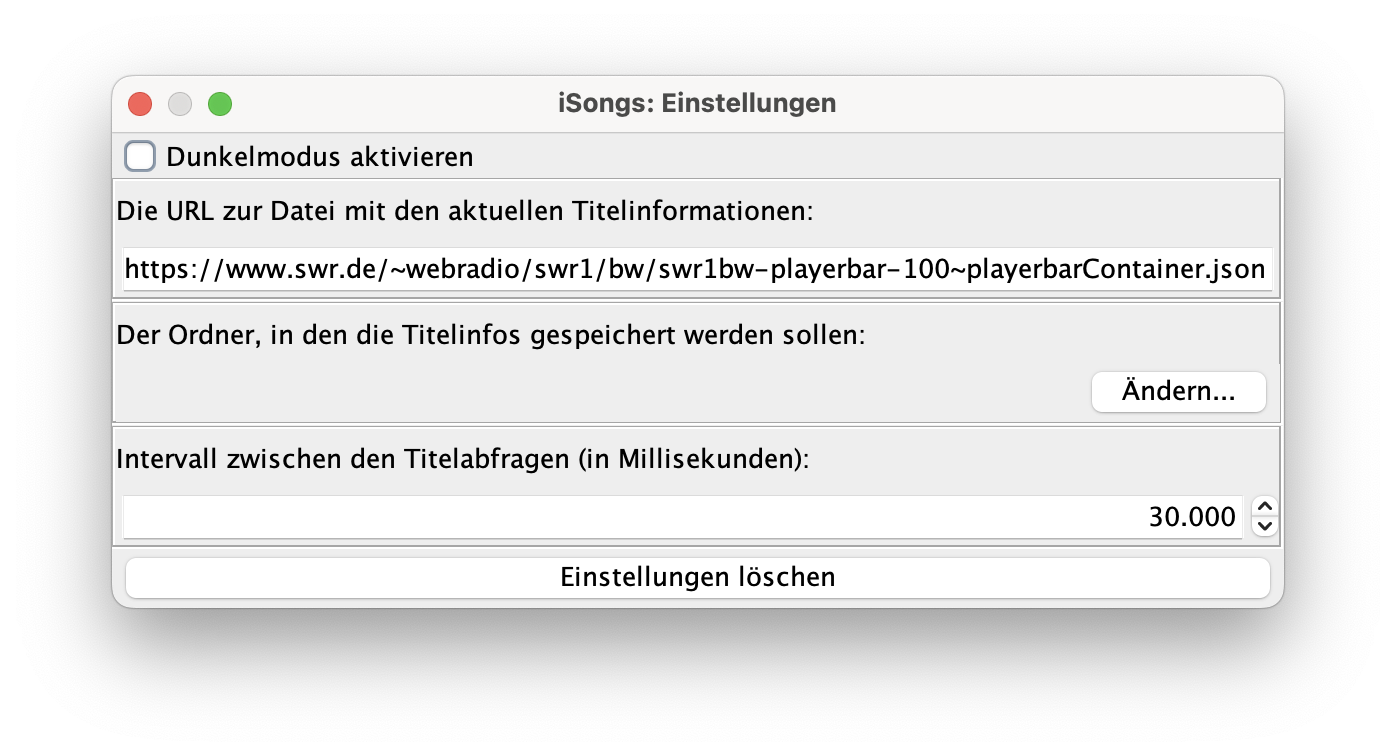 iSongs: Einstellungen
Dunkelmodus aktivieren
Die URL zur Datei mit den aktuellen Titelinformationen:
https://www.swr.de/~webradio/swr1/bw/swr1bw-playerbar-100~playerbarContainer.json
Der Ordner, in den die Titelinfos gespeichert werden sollen:
Ändern...
Intervall zwischen den Titelabfragen (in Millisekunden):
30.000
Einstellungen löschen